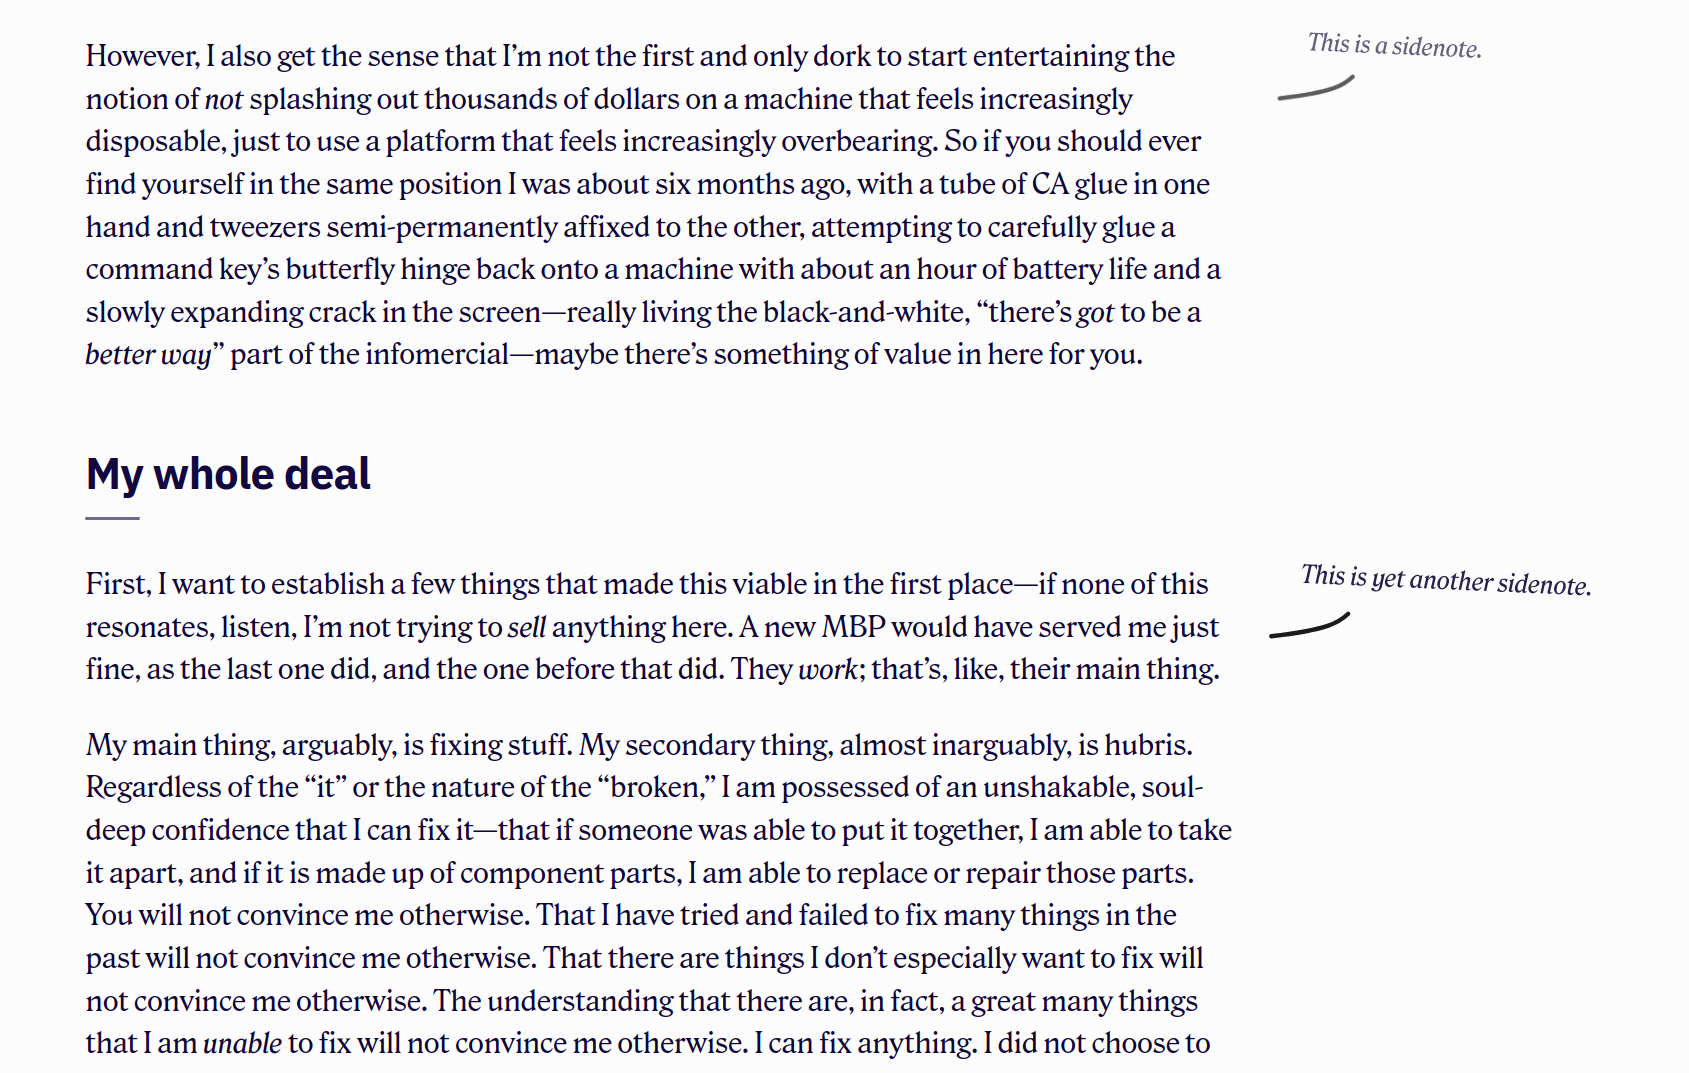 However, I also get the sense that I’m not the first and only dork to start entertaining the
notion of not splashing out thousands of dollars on a machine that feels increasingly
disposable, just to use a platform that feels increasingly overbearing. So if you should ever
find yourself in the same position I was about six months ago, with a tube of CA glue in one
hand and tweezers semi-permanently affixed to the other, attempting to carefully glue a
command key’s butterfly hinge back onto a machine with about an hour of battery life and a
slowly expanding crack in the screen—really living the black-and-white, “there’s got to be a
better way” part of the infomercial—maybe there’s something of value in here for you.
This is a sidenote.
My whole deal
First, I want to establish a few things that made this viable in the first place—if none of this
resonates, listen, I’m not trying to sell anything here. A new MBP would have served me just
fine, as the last one did, and the one before that did. They work; that’s, like, their main thing.
This is yet another sidenote.
My main thing, arguably, is fixing stuff. My secondary thing, almost inarguably, is hubris.
Regardless of the “it” or the nature of the “broken,” I am possessed of an unshakable, soul-
deep confidence that I can fix it—that if someone was able to put it together, I am able to take
it apart, and if it is made up of component parts, I am able to replace or repair those parts.
You will not convince me otherwise. That I have tried and failed to fix many things in the
past will not convince me otherwise. That there are things I don’t especially want to fix will
not convince me otherwise. The understanding that there are, in fact, a great many things
that I am unable to fix will not convince me otherwise. I can fix anything. I did not choose to